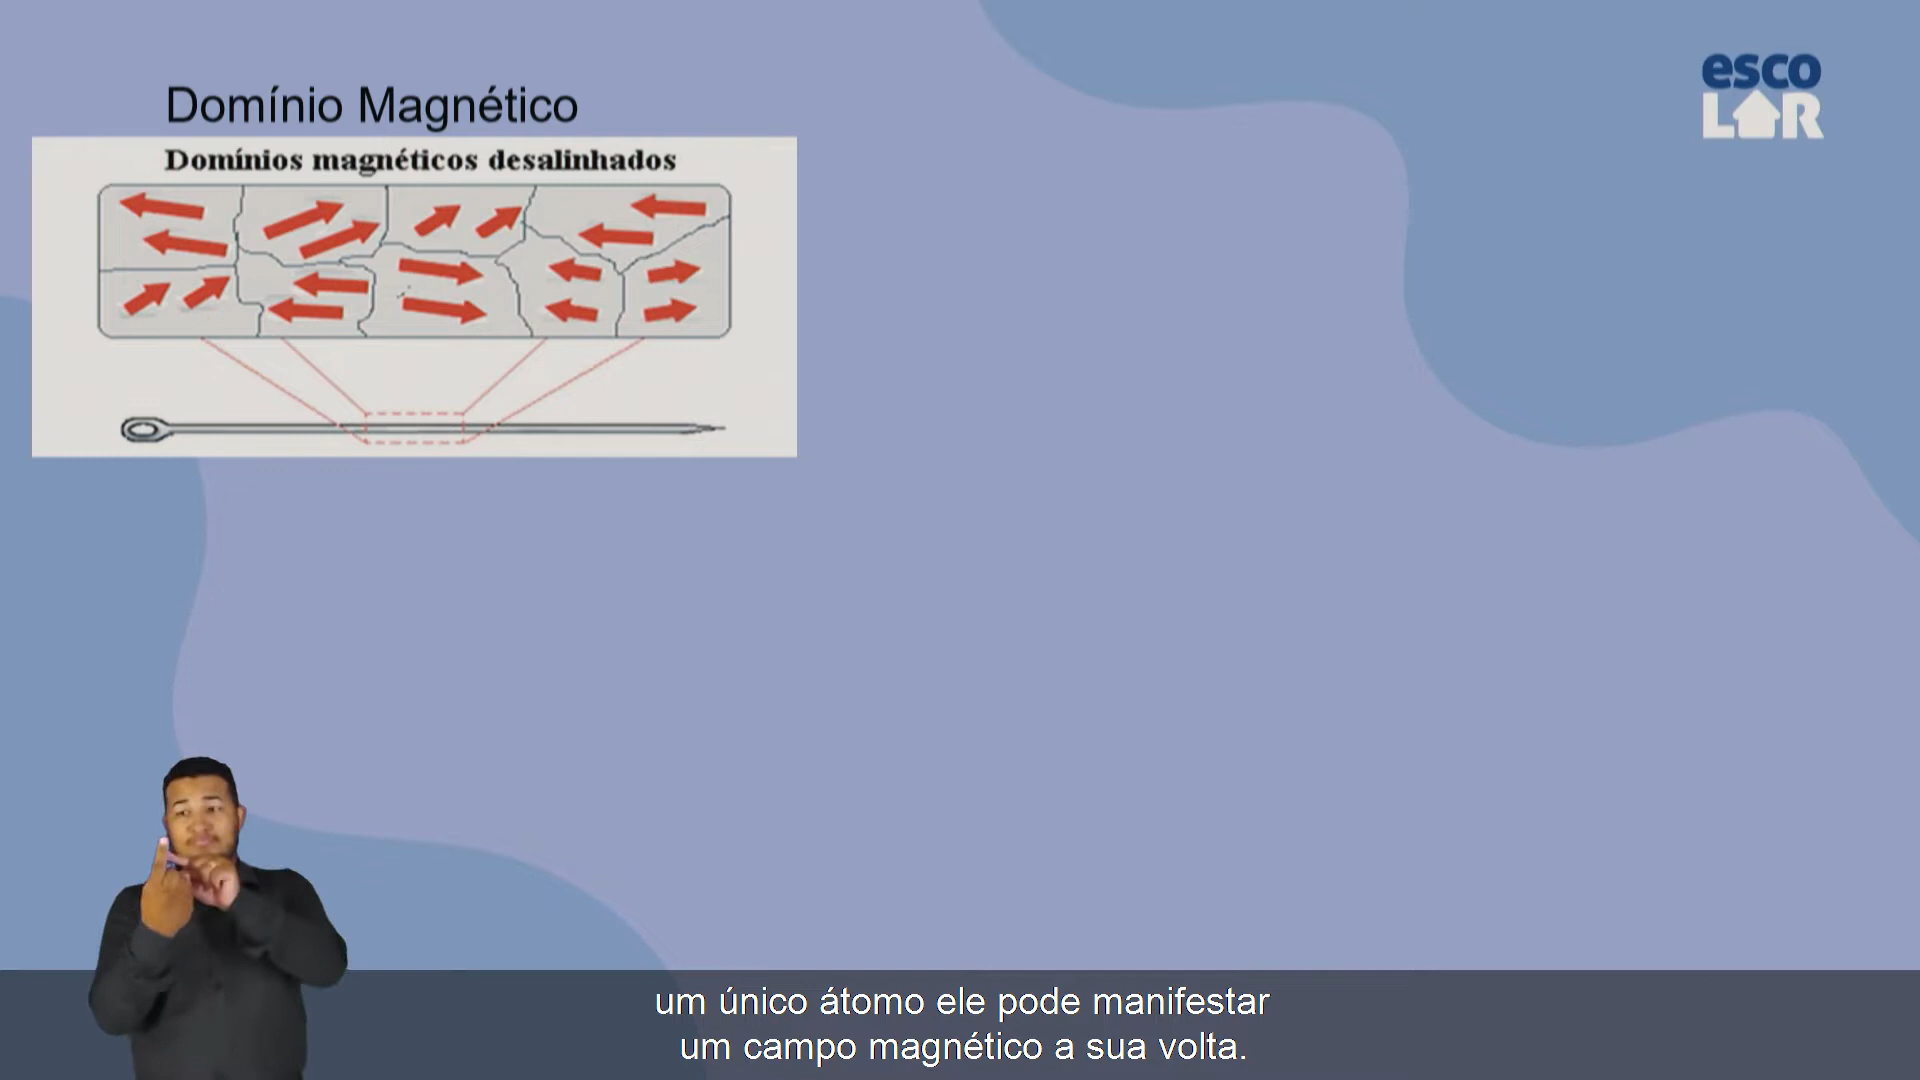 esco
LAR
Domínio Magnético
Domínios magnéticos desalinhados
um único átomo ele pode manifestar
um campo magnético a sua volta.